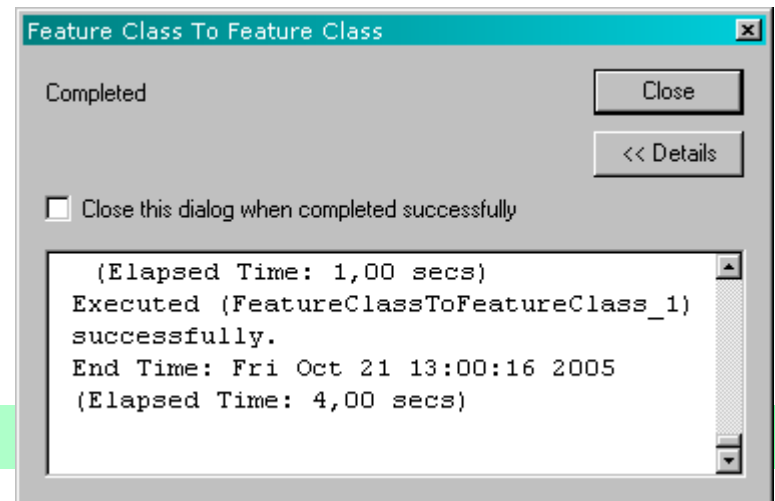 Feature Class To Feature Class
Completed
Close
<< Details
Close this dialog when completed successfully
(Elapsed Time: 1,00 secs)
Executed (FeatureClassToFeatureClass_1)
successfully.
End Time: Fri Oct 21 13:00:16 2005
(Elapsed Time: 4,00 secs)